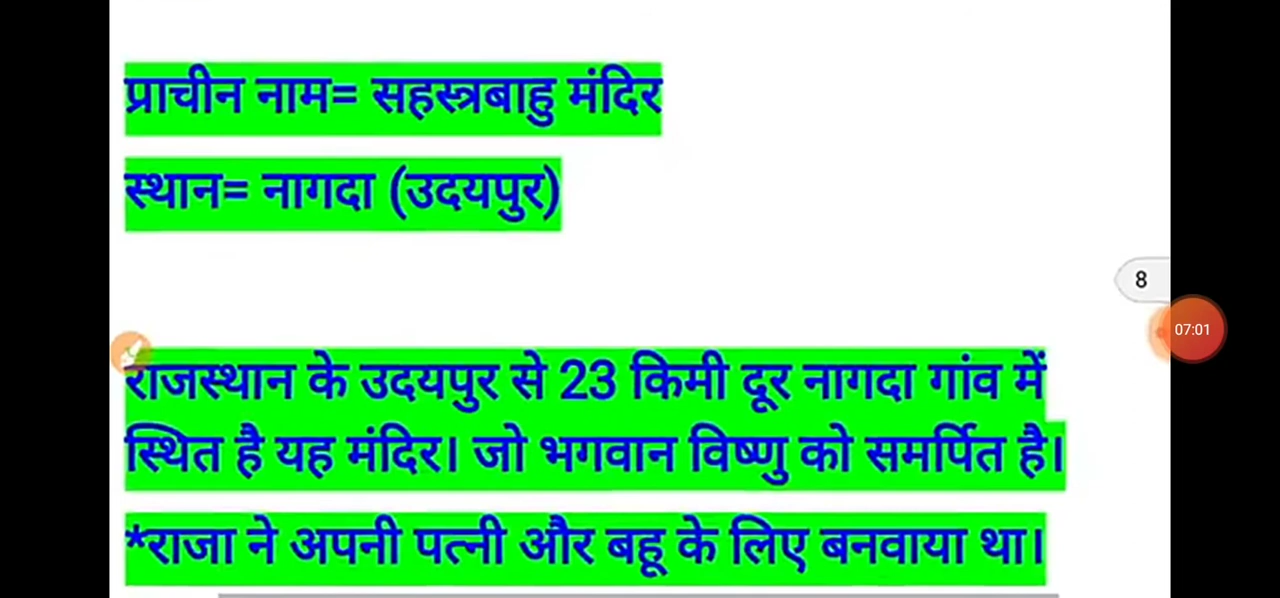 प्राचीन नाम= सहस्त्रबाहु मंदिर
स्थान= नागदा (उदयपुर)
8
07:01
राजस्थान के उदयपुर से 23 किमी दूर नागदा गांव में
स्थित है यह मंदिर। जो भगवान विष्णु को समर्पित है।
*राजा ने अपनी पत्नी और बहू के लिए बनवाया था।